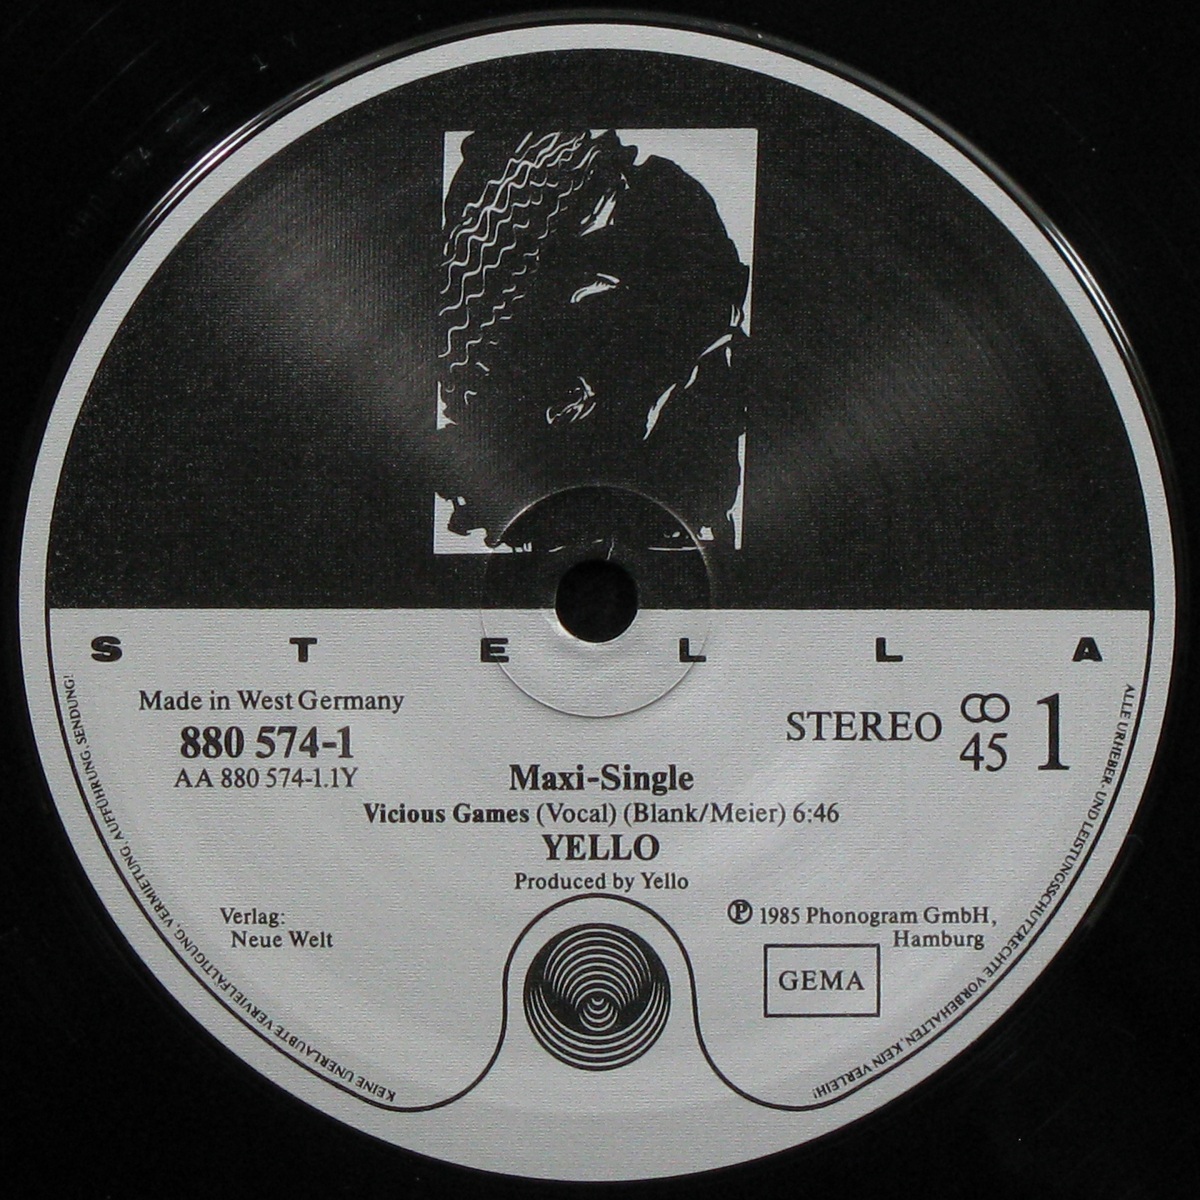 S T E L L A
Made in West Germany
880 574-1
AA 880 574-1.1Y
STEREO
45
1
Maxi-Single
Vicious Games (Vocal) (Blank/Meier) 6:46
YELLO
Produced by Yello
Verlag:
Neue Welt
Ⓟ 1985 Phonogram GmbH,
Hamburg
GEMA
ALLE URHEBER- UND LEISTUNGSSCHUTZRECHTE VORBEHALTEN. KEIN VERLEIH!
KEINE UNERLAUBTE VERVIELFÄLTIGUNG, VERMIETUNG, AUFFÜHRUNG, SENDUNG!